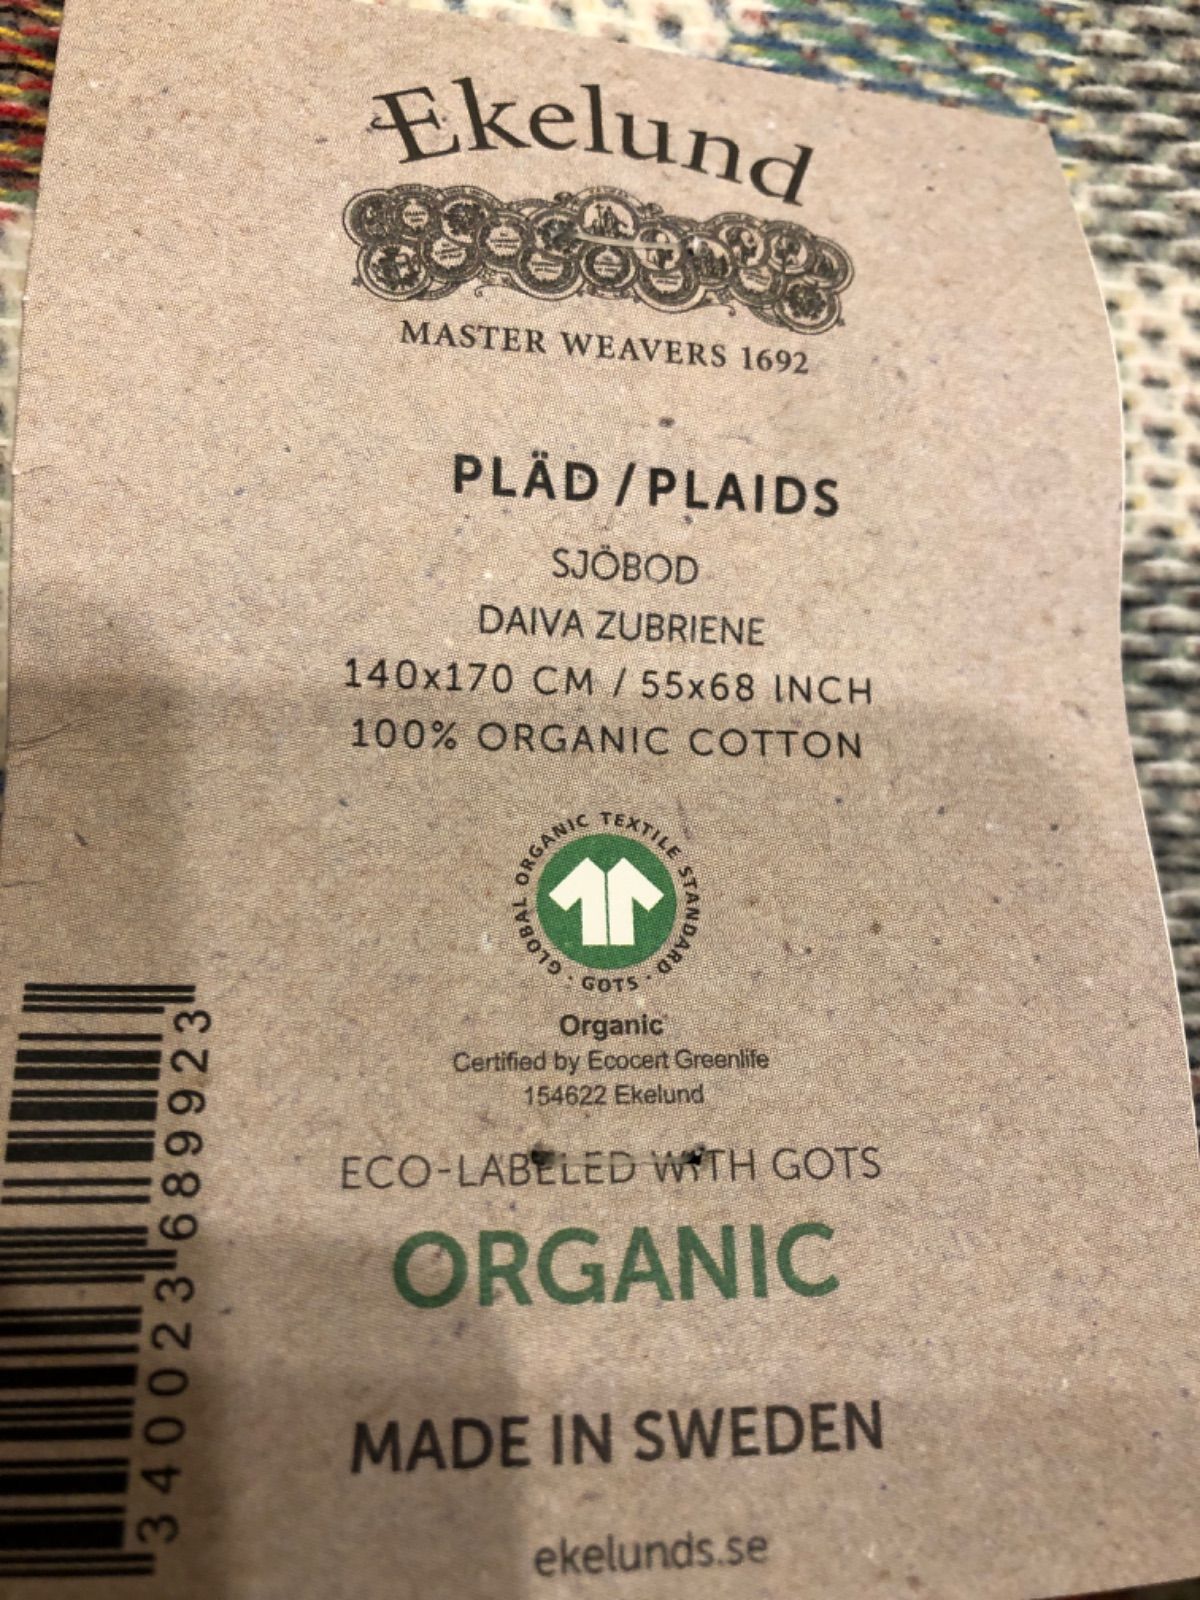 Ekelund
MASTER WEAVERS 1692
PLÄD / PLAIDS
SJÖBOD
DAIVA ZUBRIENE
140x170 CM / 55x68 INCH
100% ORGANIC COTTON
GLOBAL ORGANIC TEXTILE STANDARD · GOTS ·
Organic
Certified by Ecocert Greenlife
154622 Ekelund
ECO-LABELED WITH GOTS
ORGANIC
MADE IN SWEDEN
ekelunds.se
340023689923